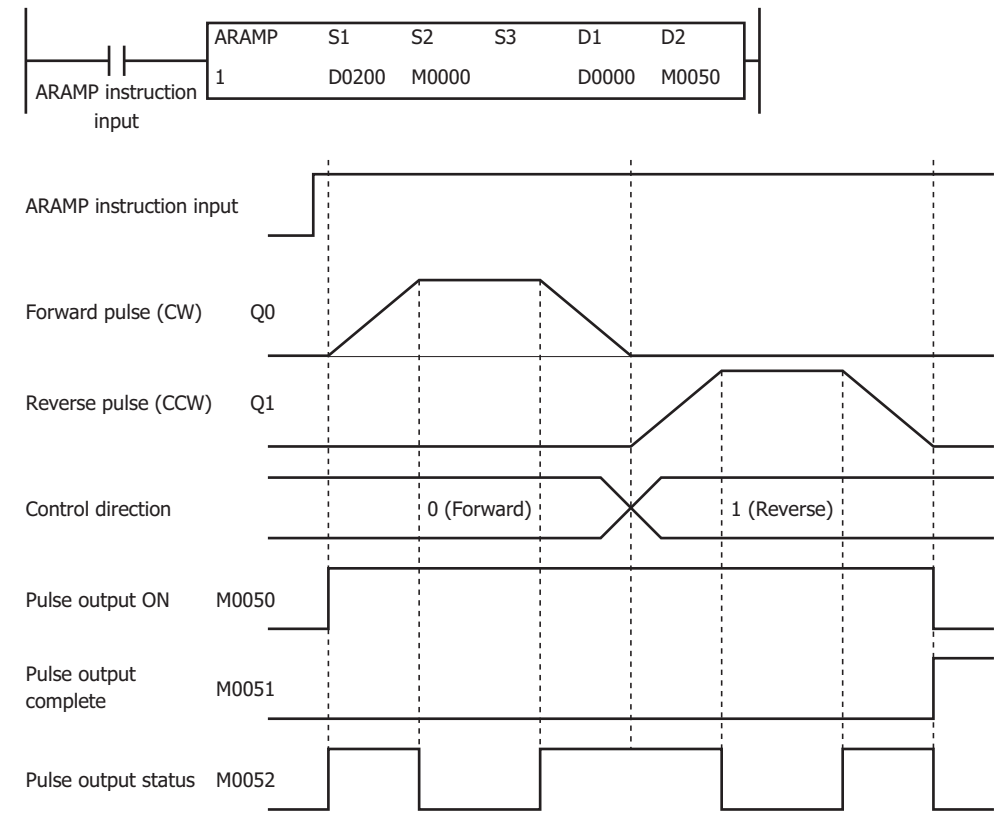 ARAMP S1 S2 S3 D1 D2
1 D0200 M0000 D0000 M0050
ARAMP instruction
input
ARAMP instruction input
Forward pulse (CW) Q0
Reverse pulse (CCW) Q1
Control direction 0 (Forward) 1 (Reverse)
Pulse output ON M0050
Pulse output
complete M0051
Pulse output status M0052